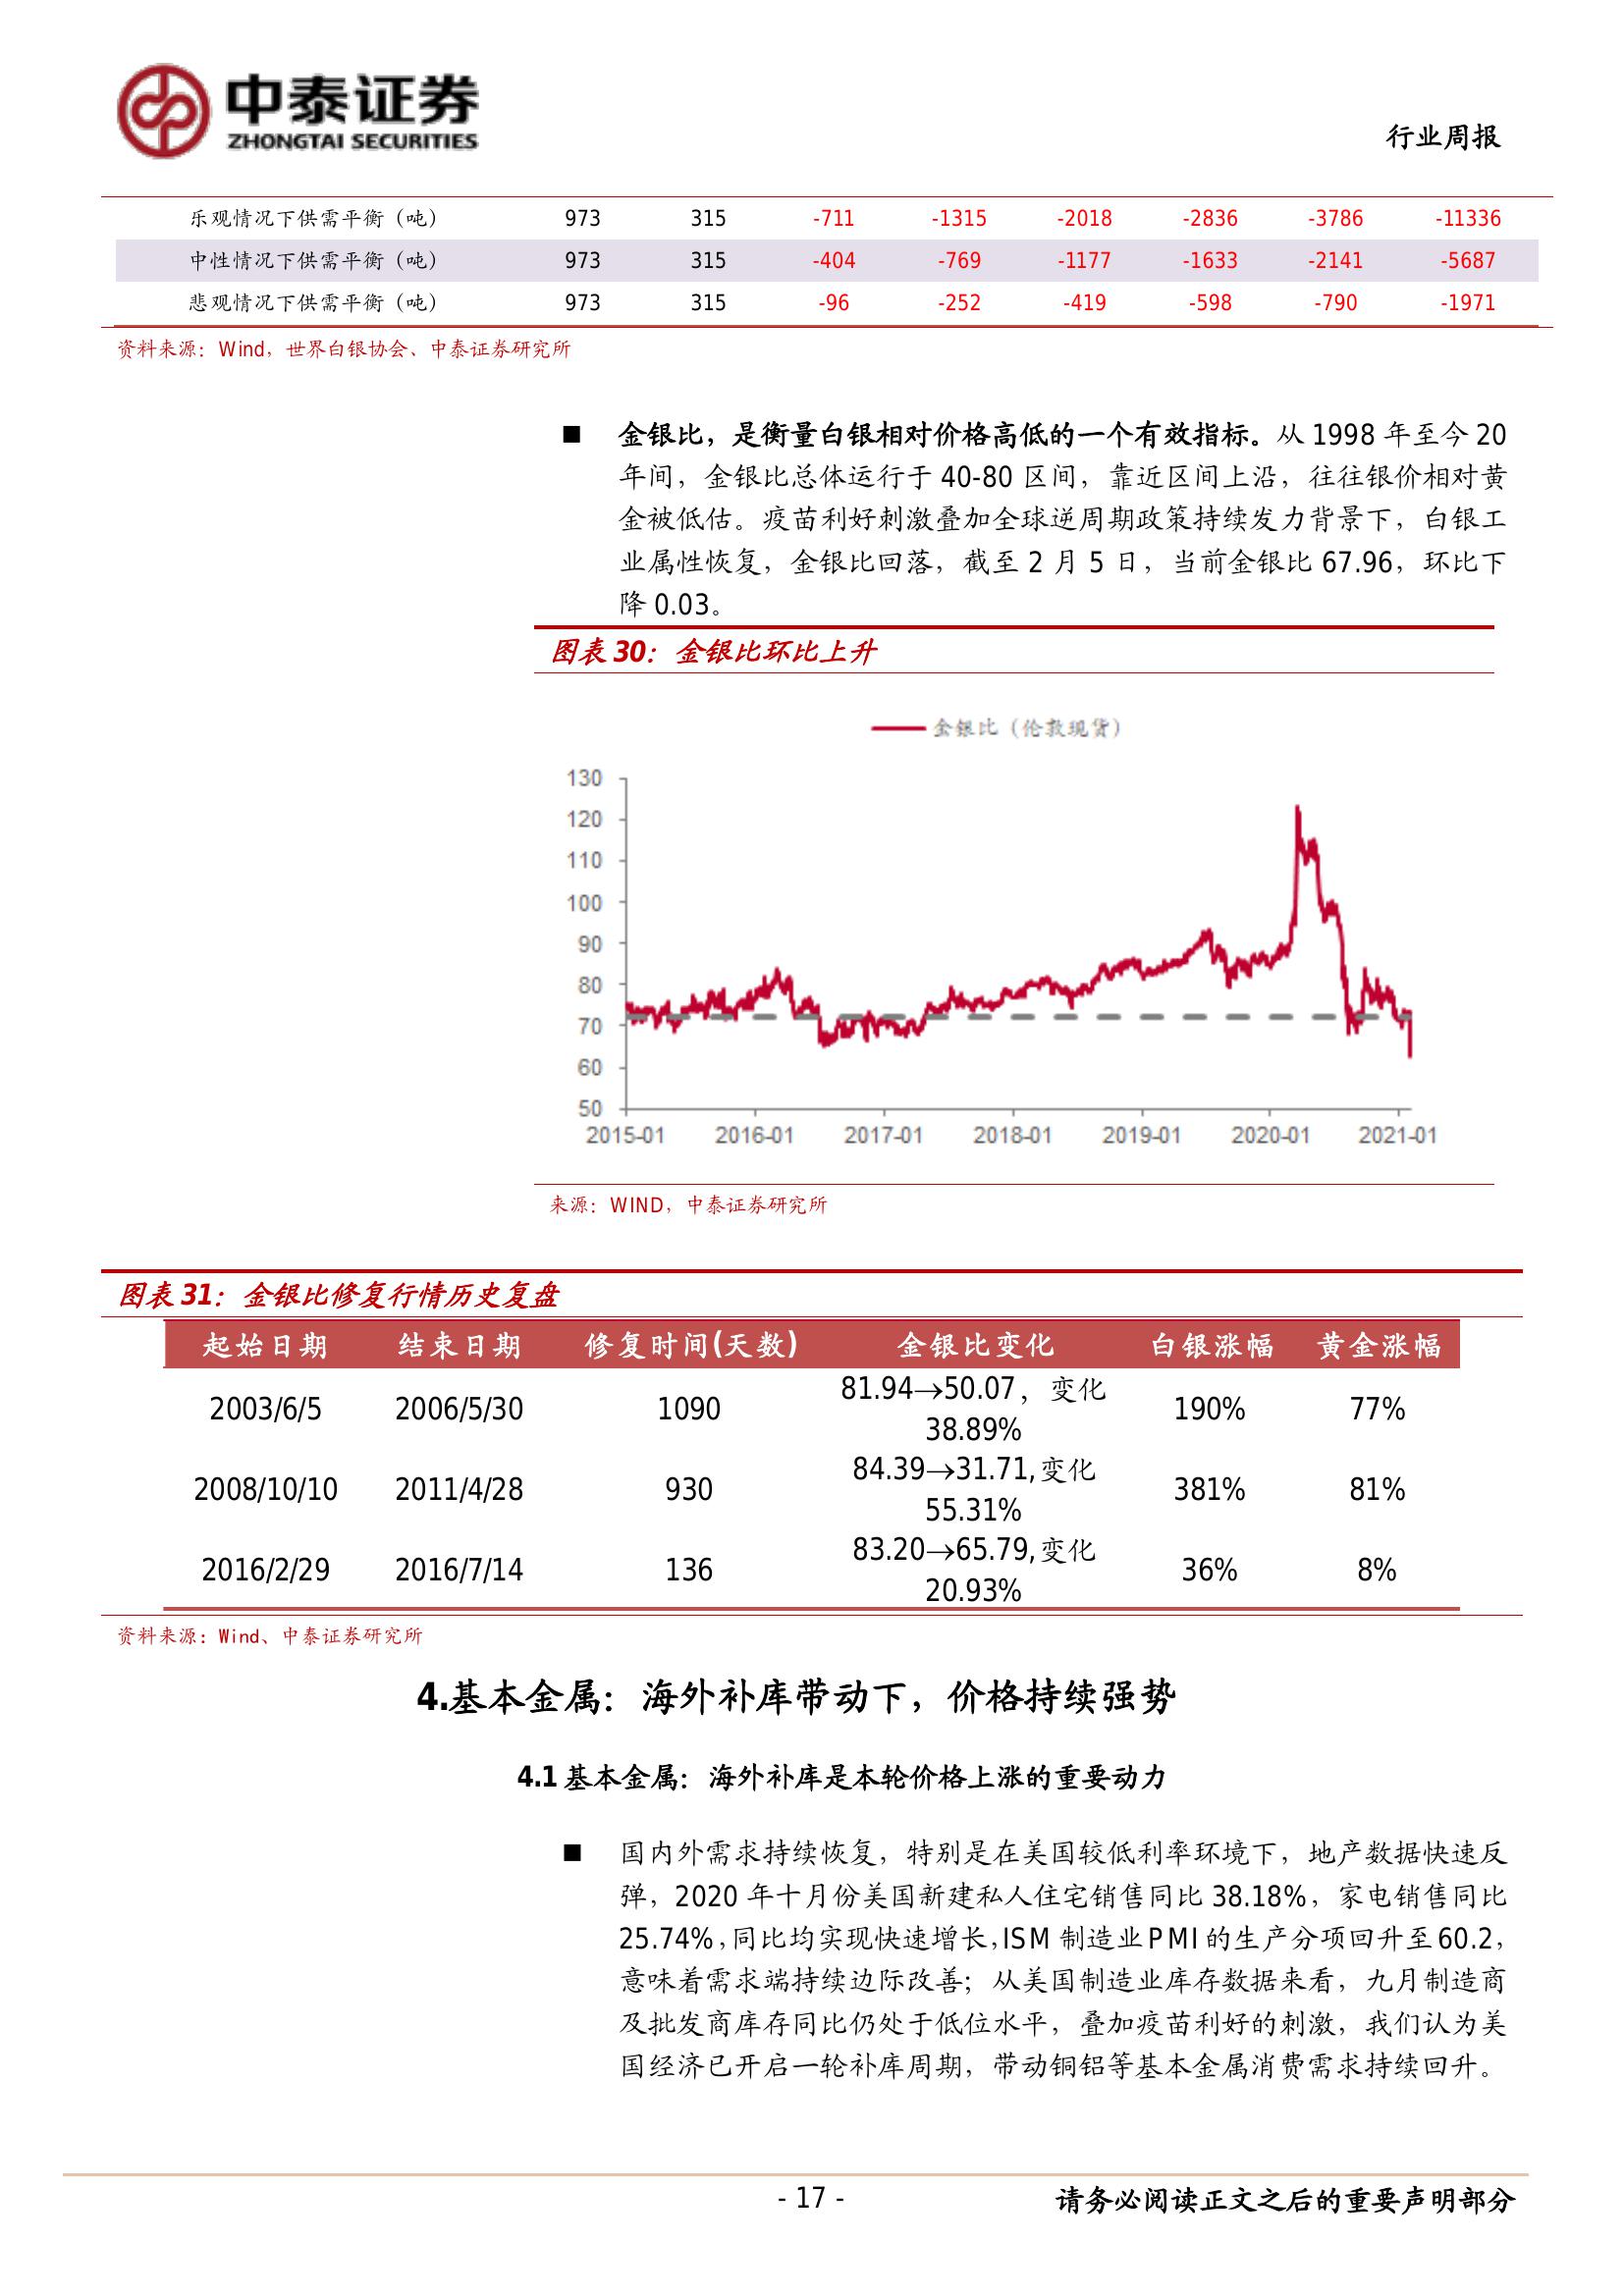 中泰证券
ZHONGTAI SECURITIES
行业周报
乐观情况下供需平衡（吨） 973 315 -711 -1315 -2018 -2836 -3786 -11336
中性情况下供需平衡（吨） 973 315 -404 -769 -1177 -1633 -2141 -5687
悲观情况下供需平衡（吨） 973 315 -96 -252 -419 -598 -790 -1971
资料来源：Wind，世界白银协会、中泰证券研究所
■ 金银比，是衡量白银相对价格高低的一个有效指标。从 1998 年至今 20
年间，金银比总体运行于 40-80 区间，靠近区间上沿，往往银价相对黄
金被低估。疫苗利好刺激叠加全球逆周期政策持续发力背景下，白银工
业属性恢复，金银比回落，截至 2 月 5 日，当前金银比 67.96，环比下
降 0.03。
图表 30：金银比环比上升
金银比（伦敦现货）
130
120
110
100
90
80
70
60
50
2015-01 2016-01 2017-01 2018-01 2019-01 2020-01 2021-01
来源：WIND，中泰证券研究所
图表 31：金银比修复行情历史复盘
起始日期 结束日期 修复时间(天数) 金银比变化 白银涨幅 黄金涨幅
2003/6/5 2006/5/30 1090 81.94→50.07，变化 190% 77%
38.89%
2008/10/10 2011/4/28 930 84.39→31.71,变化 381% 81%
55.31%
2016/2/29 2016/7/14 136 83.20→65.79,变化 36% 8%
20.93%
资料来源：Wind、中泰证券研究所
4.基本金属：海外补库带动下，价格持续强势
4.1 基本金属：海外补库是本轮价格上涨的重要动力
■ 国内外需求持续恢复，特别是在美国较低利率环境下，地产数据快速反
弹，2020 年十月份美国新建私人住宅销售同比 38.18%，家电销售同比
25.74%，同比均实现快速增长，ISM 制造业 PMI 的生产分项回升至 60.2，
意味着需求端持续边际改善；从美国制造业库存数据来看，九月制造商
及批发商库存同比仍处于低位水平，叠加疫苗利好的刺激，我们认为美
国经济已开启一轮补库周期，带动铜铝等基本金属消费需求持续回升。
- 17 -
请务必阅读正文之后的重要声明部分